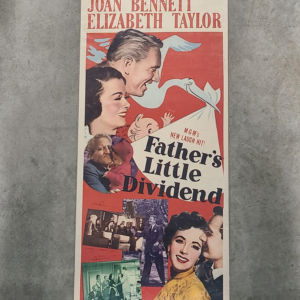 JOAN BENNETT
ELIZABETH TAYLOR
M-G-M's
NEW LAUGH HIT!
Father's
Little
Dividend